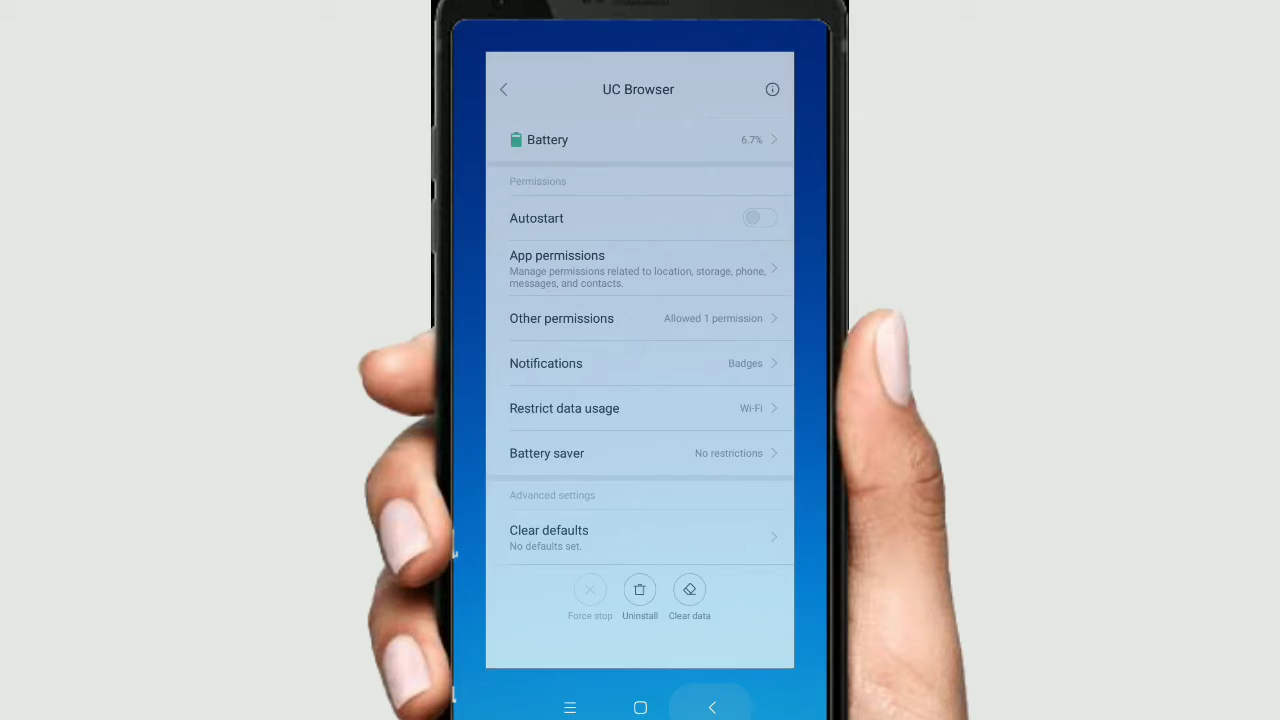 UC Browser
Battery 6.7%
Permissions
Autostart
App permissions
Manage permissions related to location, storage, phone,
messages, and contacts.
Other permissions Allowed 1 permission
Notifications Badges
Restrict data usage Wi-Fi
Battery saver No restrictions
Advanced settings
Clear defaults
No defaults set.
Force stop Uninstall Clear data